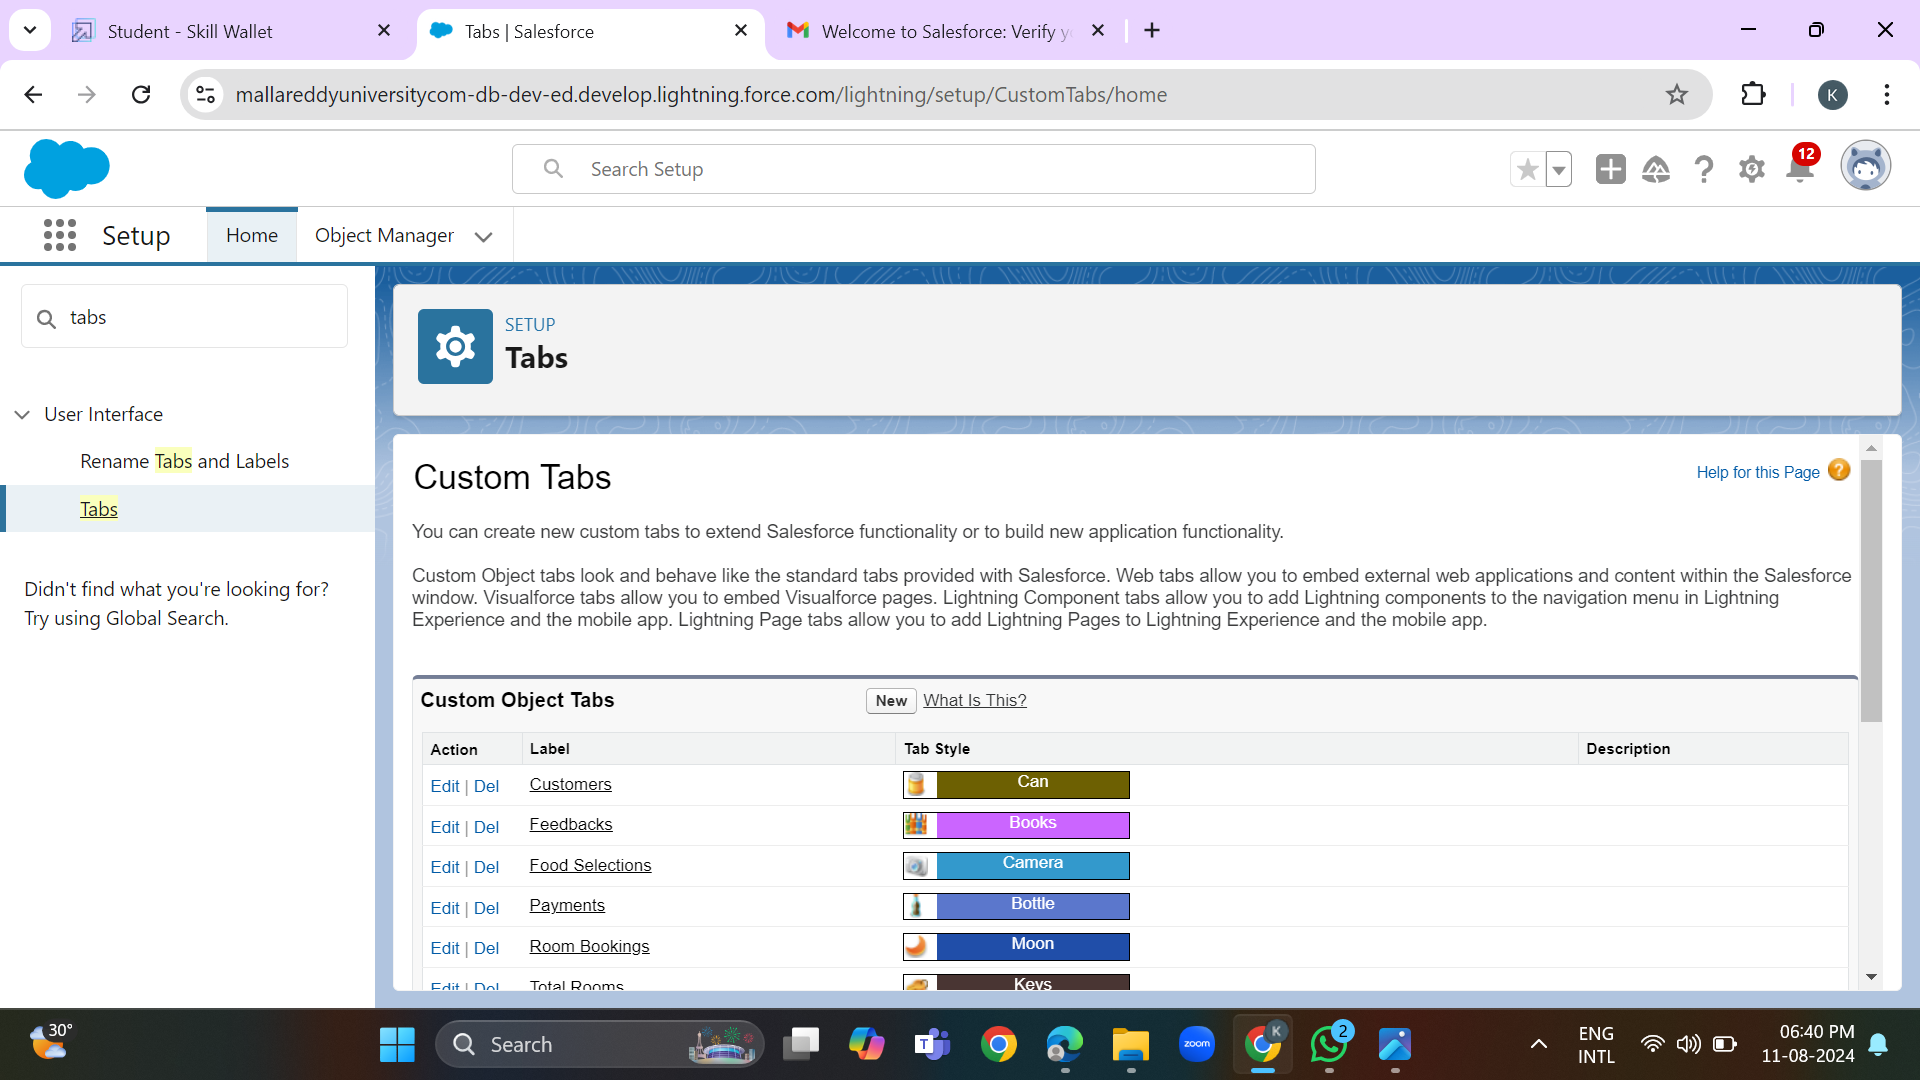 Student - Skill Wallet
Tabs | Salesforce
Welcome to Salesforce: Verify y
mallareddyuniversitycom-db-dev-ed.develop.lightning.force.com/lightning/setup/CustomTabs/home
K
Search Setup
12
Setup
Home
Object Manager
tabs
User Interface
Rename Tabs and Labels
Tabs
Didn't find what you're looking for?
Try using Global Search.
SETUP
Tabs
Custom Tabs
Help for this Page
You can create new custom tabs to extend Salesforce functionality or to build new application functionality.
Custom Object tabs look and behave like the standard tabs provided with Salesforce. Web tabs allow you to embed external web applications and content within the Salesforce
window. Visualforce tabs allow you to embed Visualforce pages. Lightning Component tabs allow you to add Lightning components to the navigation menu in Lightning
Experience and the mobile app. Lightning Page tabs allow you to add Lightning Pages to Lightning Experience and the mobile app.
Custom Object Tabs New What Is This?
Action Label Tab Style Description
Edit | Del Customers Can
Edit | Del Feedbacks Books
Edit | Del Food Selections Camera
Edit | Del Payments Bottle
Edit | Del Room Bookings Moon
Edit | Del Total Rooms Keys
30°
Search
T
zoom
K
2
ENG
INTL
06:40 PM
11-08-2024